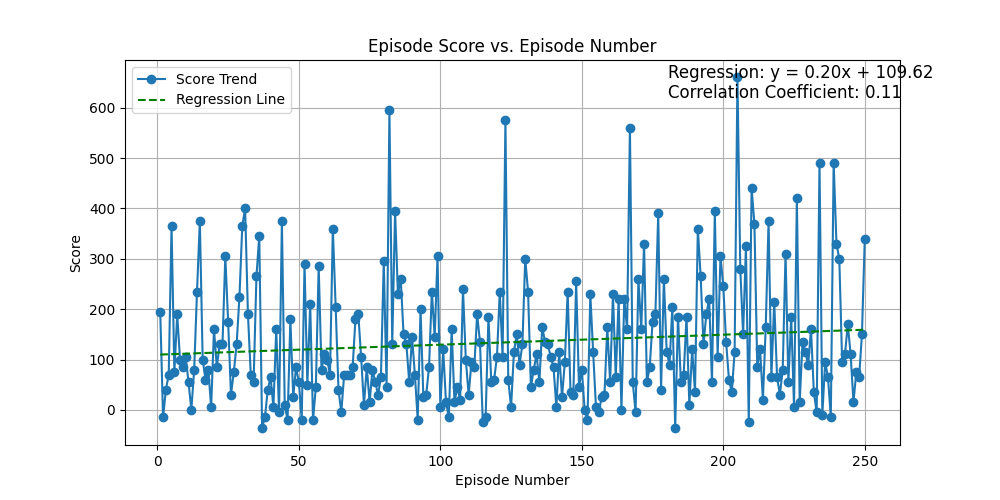 Episode Score vs. Episode Number
Score Trend
Regression Line
Regression: y = 0.20x + 109.62
Correlation Coefficient: 0.11
600
500
400
300
200
100
0
Score
0 50 100 150 200 250
Episode Number